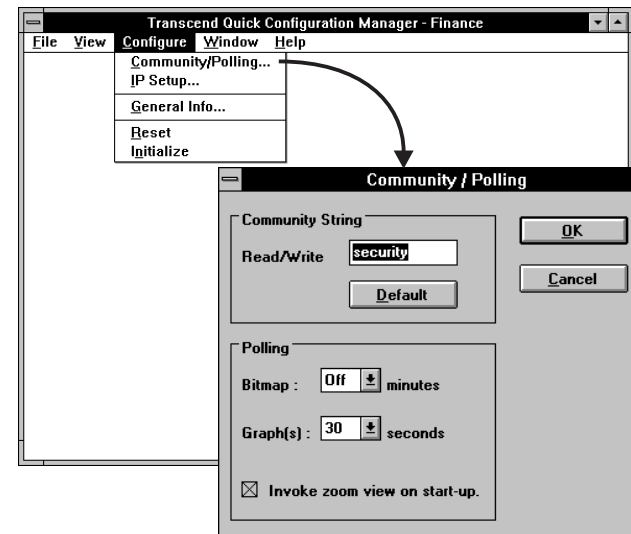 Transcend Quick Configuration Manager - Finance
File View Configure Window Help
Community/Polling...
IP Setup...
General Info...
Reset
Initialize
Community / Polling
Community String
Read/Write security
Default
OK
Cancel
Polling
Bitmap : Off minutes
Graph(s) : 30 seconds
Invoke zoom view on start-up.